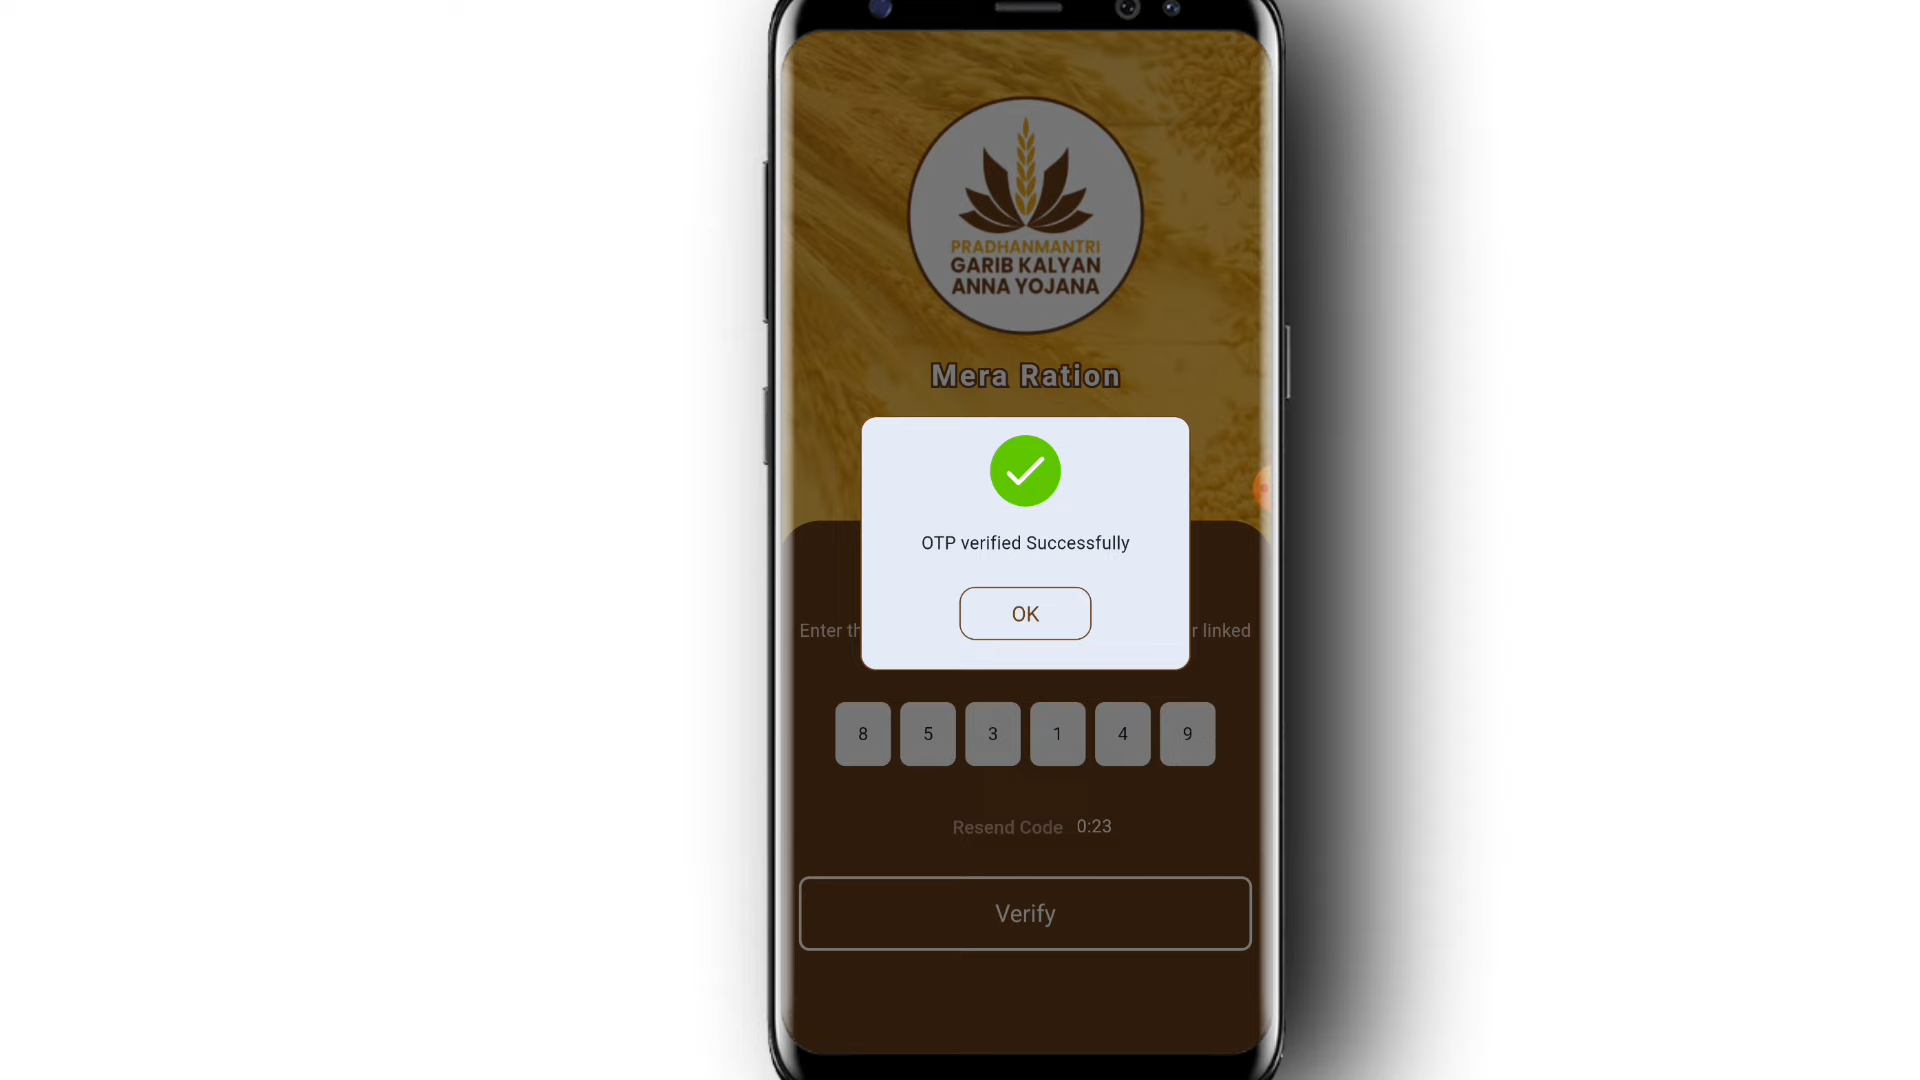 PRADHANMANTRI
GARIB KALYAN
ANNA YOJANA
Mera Ration
OTP verified Successfully
OK
Enter r linked
8 5 3 1 4 9
Resend Code 0:23
Verify